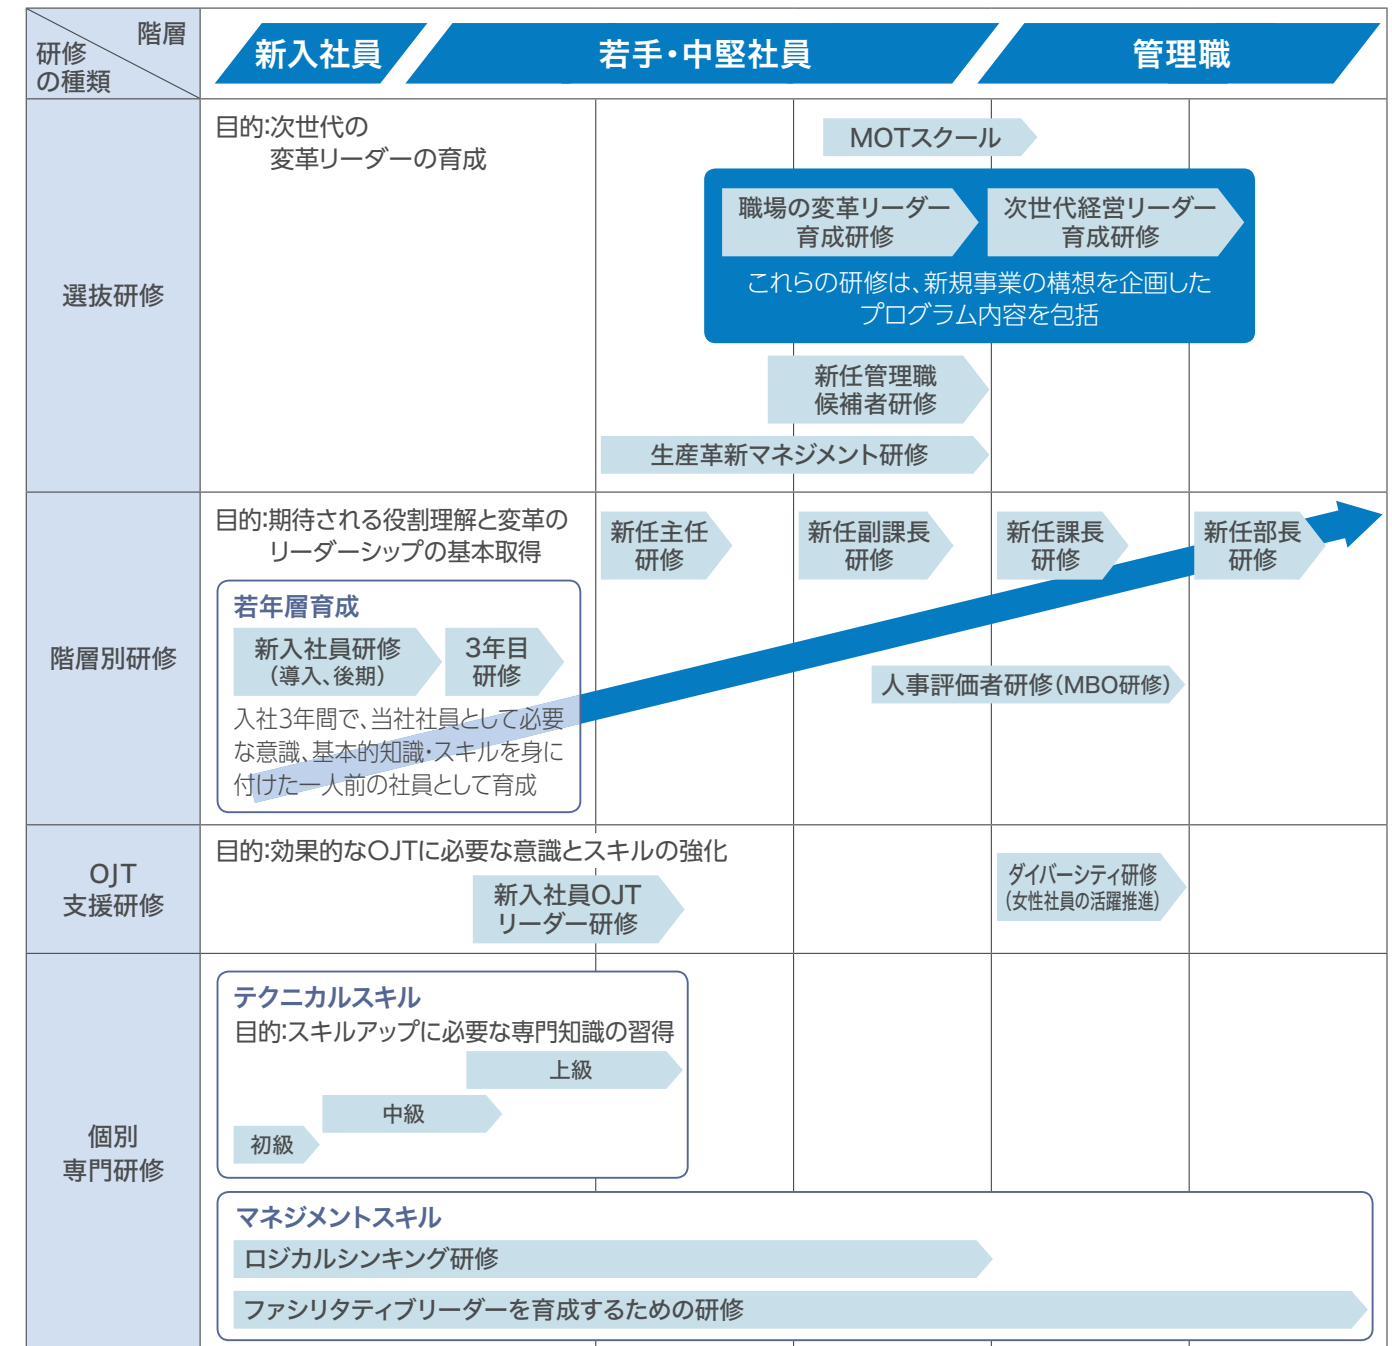 階層
研修
の種類
新入社員
若手・中堅社員
管理職
選抜研修
目的:次世代の
変革リーダーの育成
MOTスクール
職場の変革リーダー
育成研修
次世代経営リーダー
育成研修
これらの研修は、新規事業の構想を企画した
プログラム内容を包括
新任管理職
候補者研修
生産革新マネジメント研修
階層別研修
目的:期待される役割理解と変革の
リーダーシップの基本取得
新任主任
研修
新任副課長
研修
新任課長
研修
新任部長
研修
若年層育成
新入社員研修
(導入、後期)
3年目
研修
入社3年間で、当社社員として必要
な意識、基本的知識・スキルを身に
付けた一人前の社員として育成
人事評価者研修(MBO研修)
OJT
支援研修
目的:効果的なOJTに必要な意識とスキルの強化
新入社員OJT
リーダー研修
ダイバーシティ研修
(女性社員の活躍推進)
個別
専門研修
テクニカルスキル
目的:スキルアップに必要な専門知識の習得
上級
中級
初級
マネジメントスキル
ロジカルシンキング研修
ファシリタティブリーダーを育成するための研修